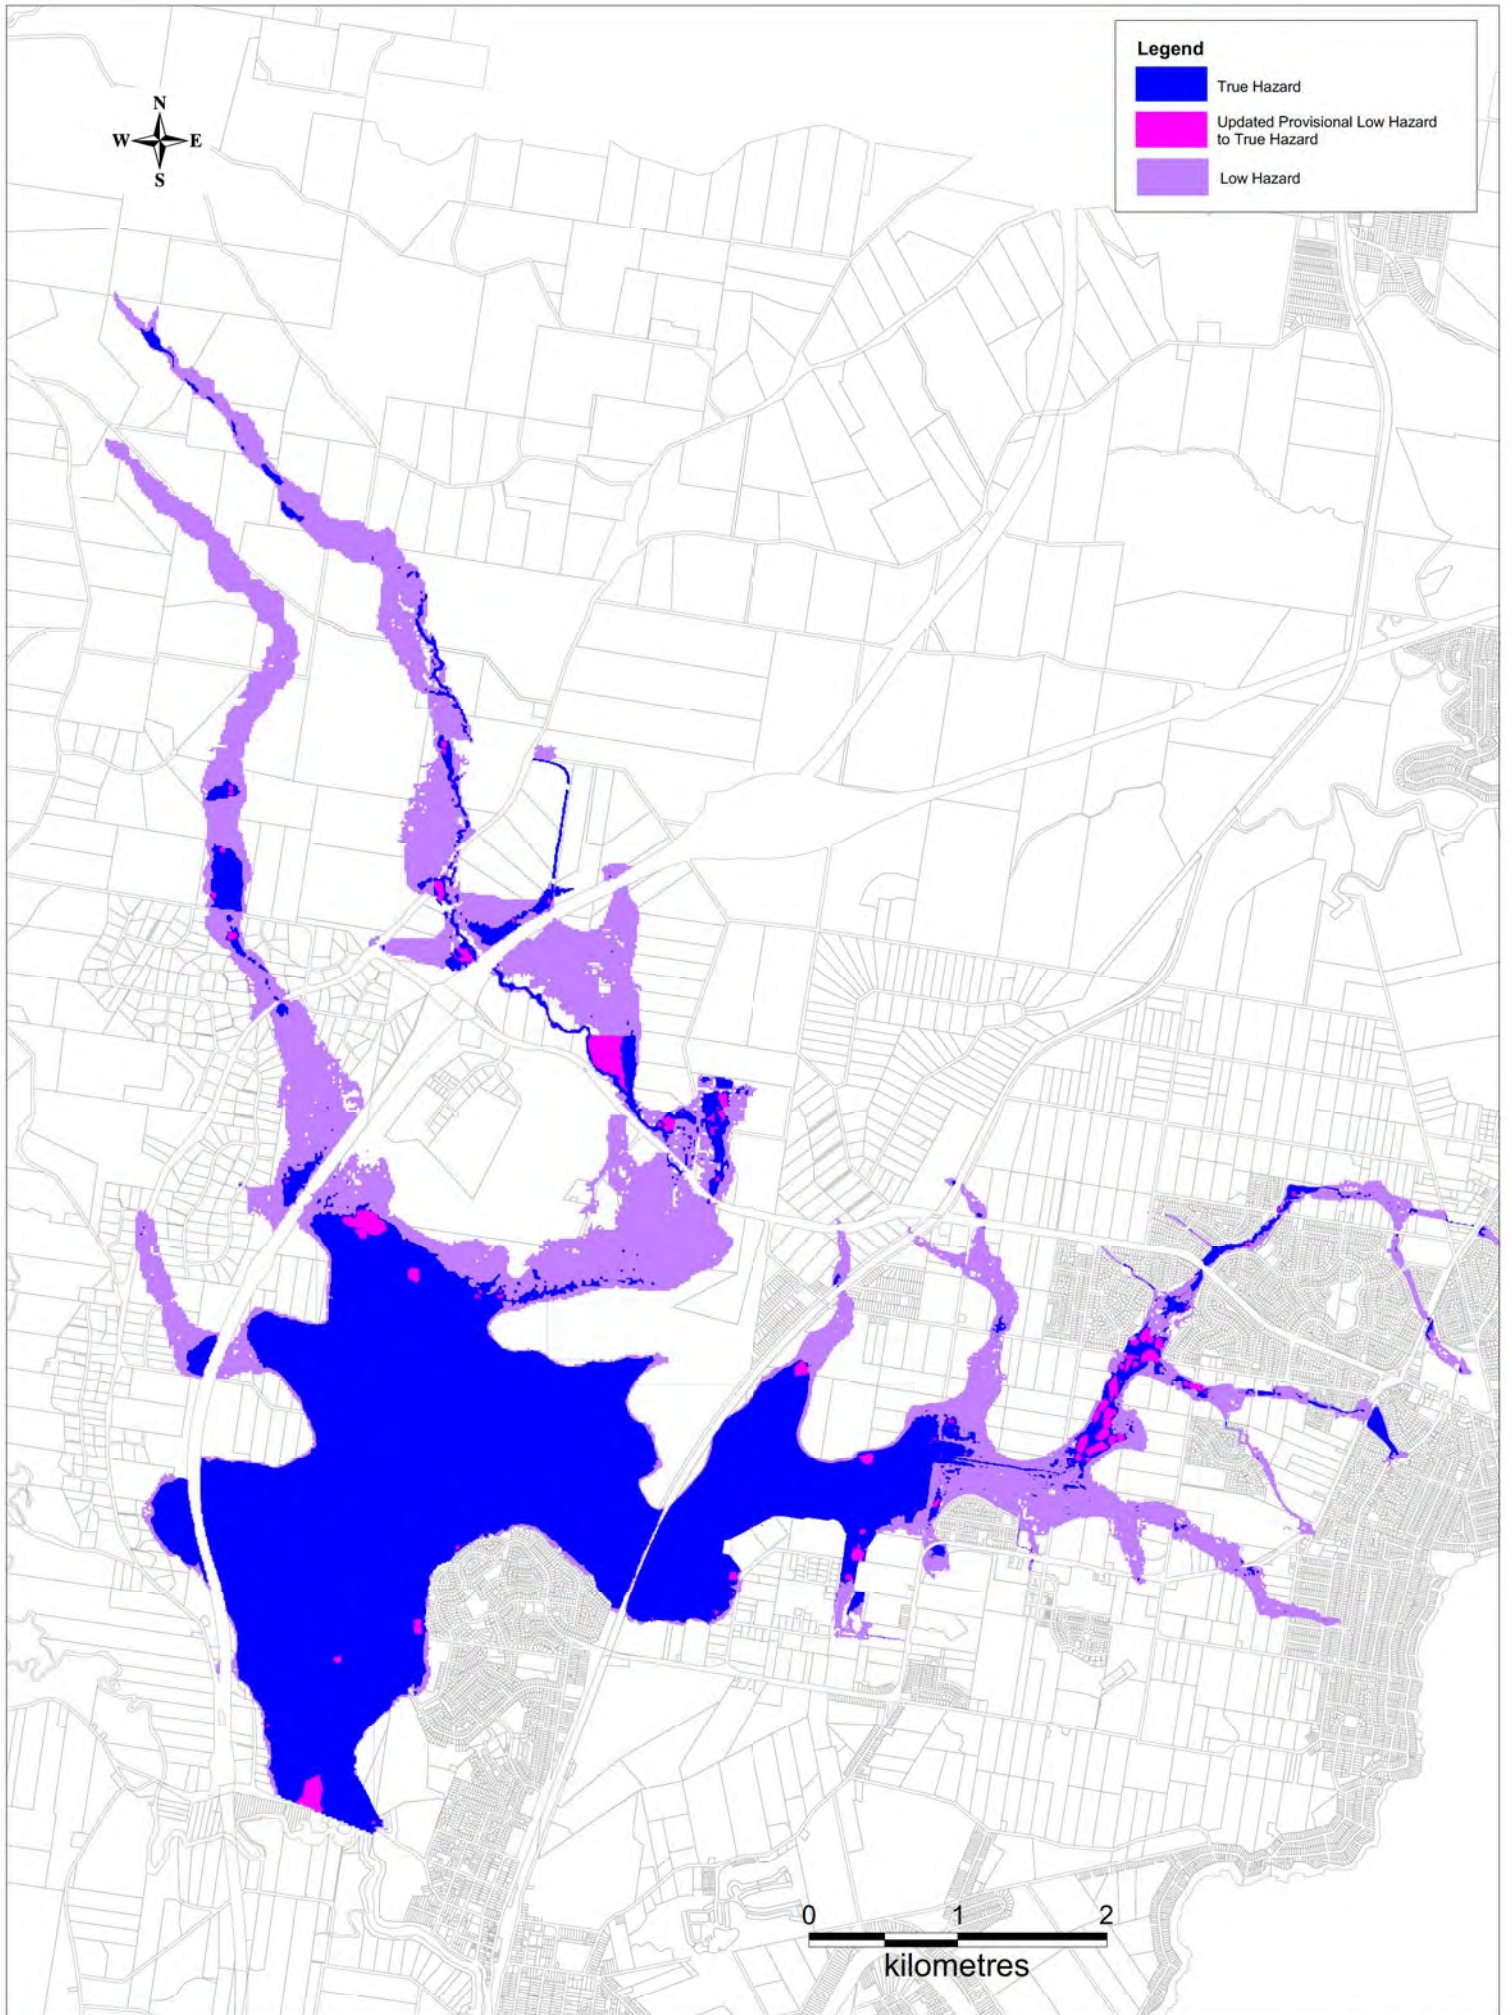 Legend
True Hazard
Updated Provisional Low Hazard
to True Hazard
Low Hazard
N
W E
S
0 1 2
kilometres